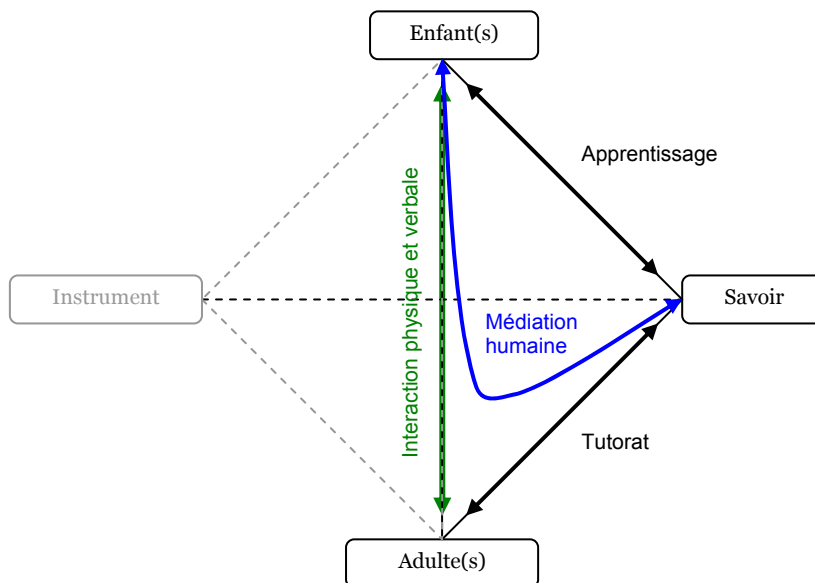 Enfant(s)
Apprentissage
Interaction physique et verbale
Instrument
Savoir
Médiation
humaine
Tutorat
Adulte(s)